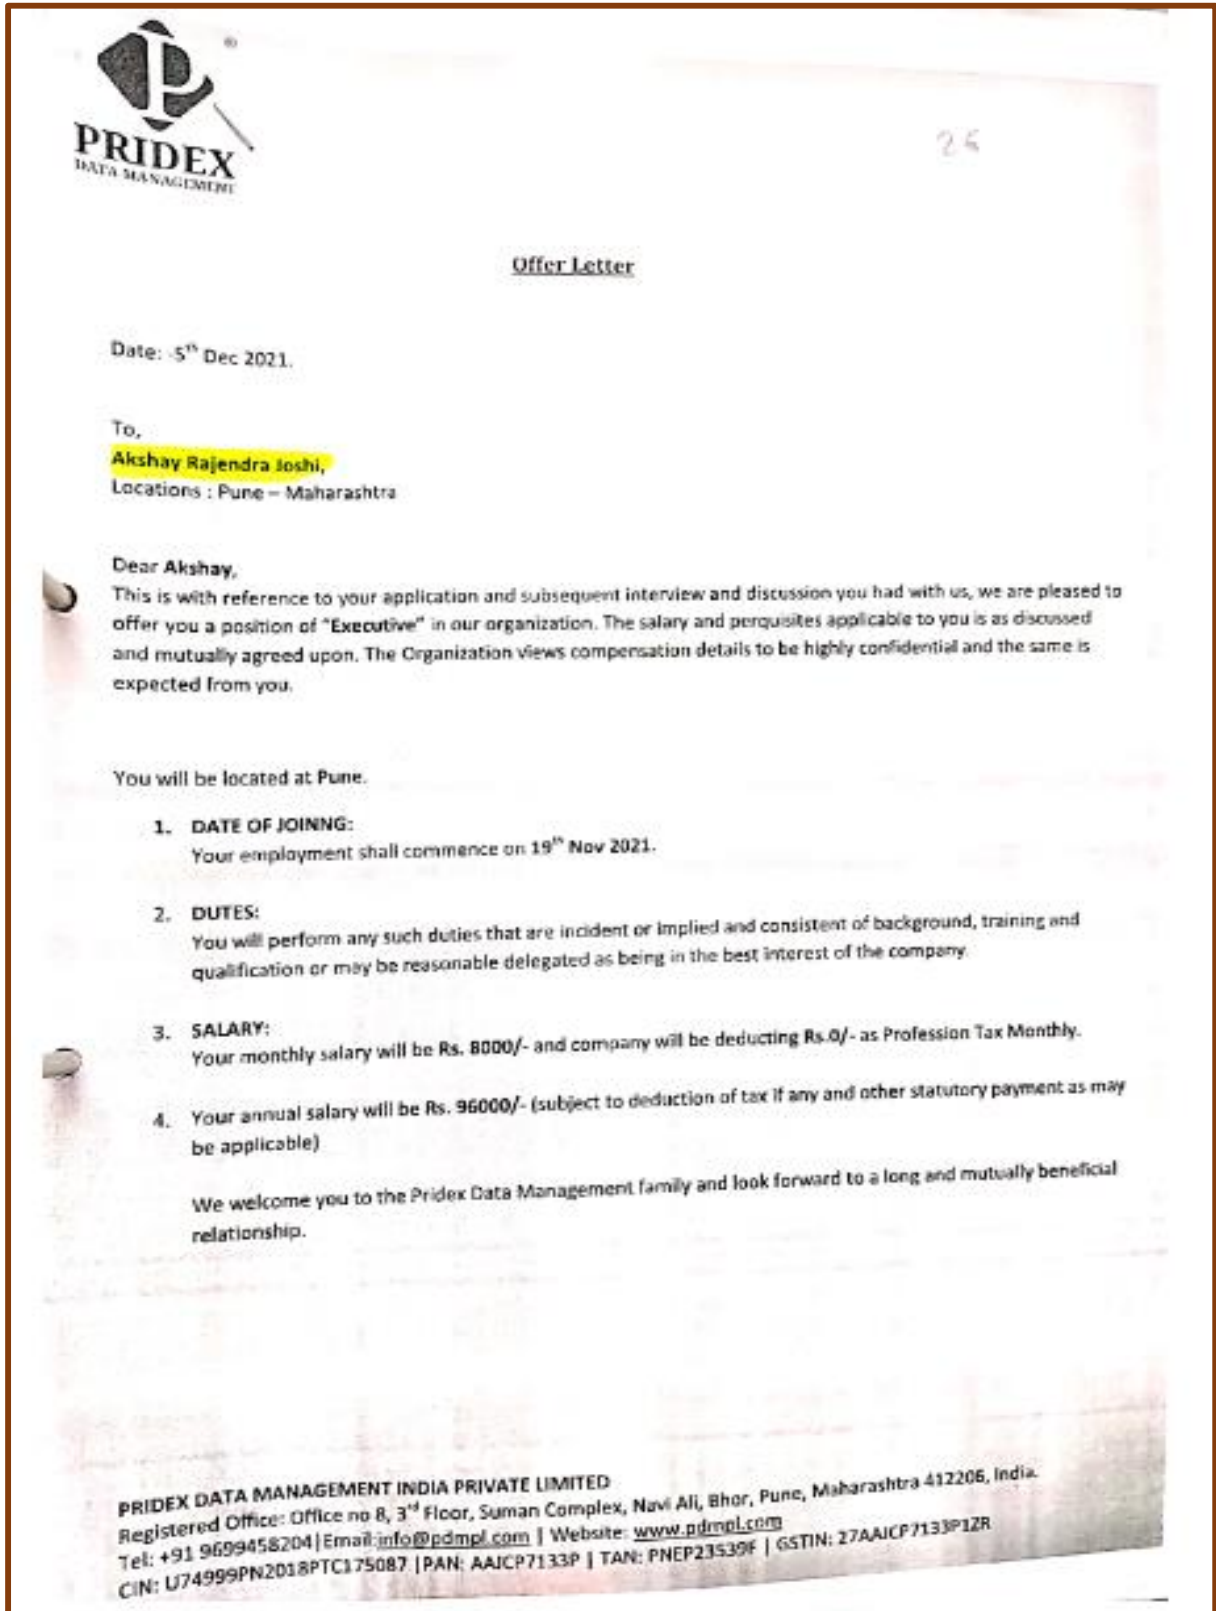 P
®
PRIDEX
DATA MANAGEMENT
26
Offer Letter
Date: -5th Dec 2021.
To,
Akshay Rajendra Joshi,
Locations : Pune – Maharashtra
Dear Akshay,
This is with reference to your application and subsequent interview and discussion you had with us, we are pleased to
offer you a position of "Executive" in our organization. The salary and perquisites applicable to you is as discussed
and mutually agreed upon. The Organization views compensation details to be highly confidential and the same is
expected from you.
You will be located at Pune.
1. DATE OF JOINNG:
Your employment shall commence on 19th Nov 2021.
2. DUTES:
You will perform any such duties that are incident or implied and consistent of background, training and
qualification or may be reasonable delegated as being in the best interest of the company.
3. SALARY:
Your monthly salary will be Rs. 8000/- and company will be deducting Rs.0/- as Profession Tax Monthly.
4. Your annual salary will be Rs. 96000/- (subject to deduction of tax if any and other statutory payment as may
be applicable)
We welcome you to the Pridex Data Management family and look forward to a long and mutually beneficial
relationship.
PRIDEX DATA MANAGEMENT INDIA PRIVATE LIMITED
Registered Office: Office no 8, 3rd Floor, Suman Complex, Navi Ali, Bhor, Pune, Maharashtra 412206, India.
Tel: +91 9699458204|Email:info@pdmpl.com | Website: www.pdmpl.com
CIN: U74999PN2018PTC175087 |PAN: AAJCP7133P | TAN: PNEP23539F | GSTIN: 27AAJCP7133P1ZR